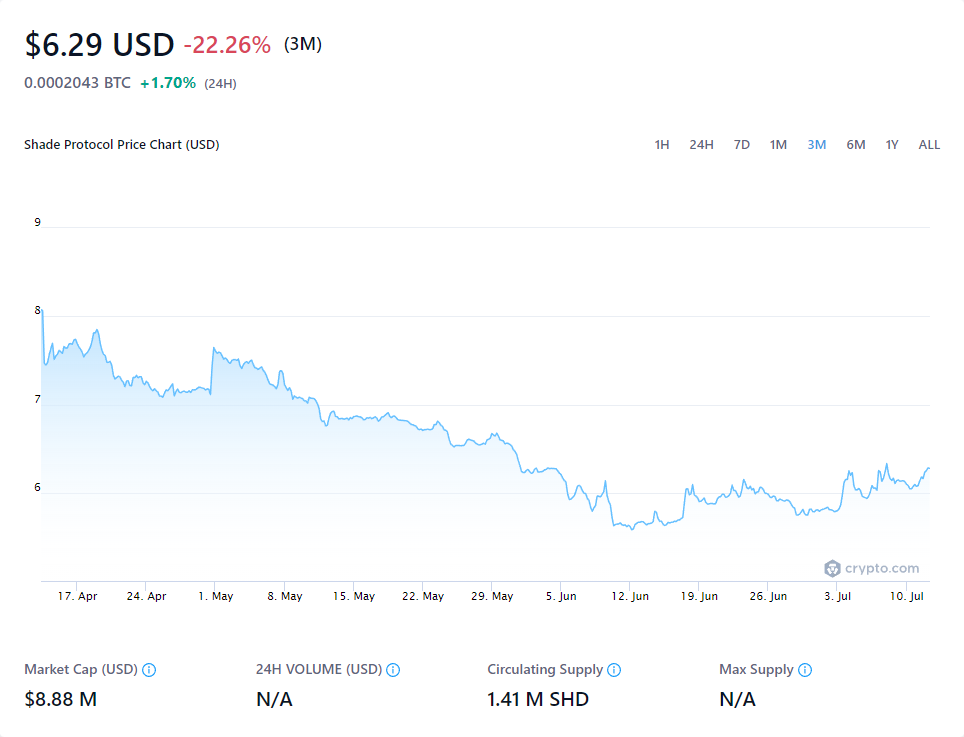 $6.29 USD -22.26% (3M)
0.0002043 BTC +1.70% (24H)
Shade Protocol Price Chart (USD) 1H 24H 7D 1M 3M 6M 1Y ALL
9
8
7
6
crypto.com
17. Apr 24. Apr 1. May 8. May 15. May 22. May 29. May 5. Jun 12. Jun 19. Jun 26. Jun 3. Jul 10. Jul
Market Cap (USD) 24H VOLUME (USD) Circulating Supply Max Supply
$8.88 M N/A 1.41 M SHD N/A